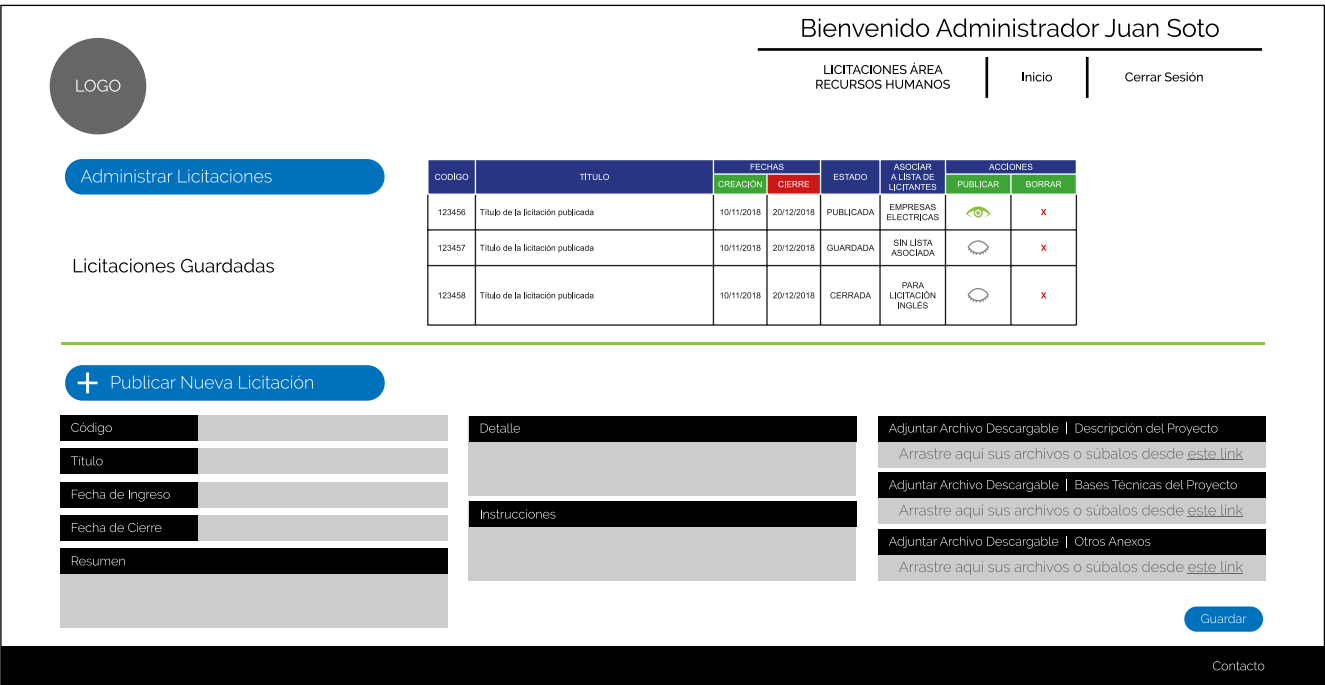 Bienvenido Administrador Juan Soto
LOGO
LICITACIONES ÁREA
RECURSOS HUMANOS
Inicio
Cerrar Sesión
Administrar Licitaciones
Licitaciones Guardadas
CODIGO
TÍTULO
FECHAS
CREACIÓN
CIERRE
ESTADO
ASOCIAR
A LISTA DE
LICITANTES
ACCIONES
PUBLICAR
BORRAR
123456
Título de la licitación publicada
10/11/2018
20/12/2018
PUBLICADA
EMPRESAS
ELECTRICAS
X
123457
Título de la licitación publicada
10/11/2018
20/12/2018
GUARDADA
SIN LISTA
ASOCIADA
X
123458
Título de la licitación publicada
10/11/2018
20/12/2018
CERRADA
PARA
LICITACIÓN
INGLÉS
X
+ Publicar Nueva Licitación
Código
Título
Fecha de Ingreso
Fecha de Cierre
Resumen
Detalle
Instrucciones
Adjuntar Archivo Descargable | Descripción del Proyecto
Arrastre aqui sus archivos o súbalos desde este link
Adjuntar Archivo Descargable | Bases Técnicas del Proyecto
Arrastre aqui sus archivos o súbalos desde este link
Adjuntar Archivo Descargable | Otros Anexos
Arrastre aqui sus archivos o súbalos desde este link
Guardar
Contacto